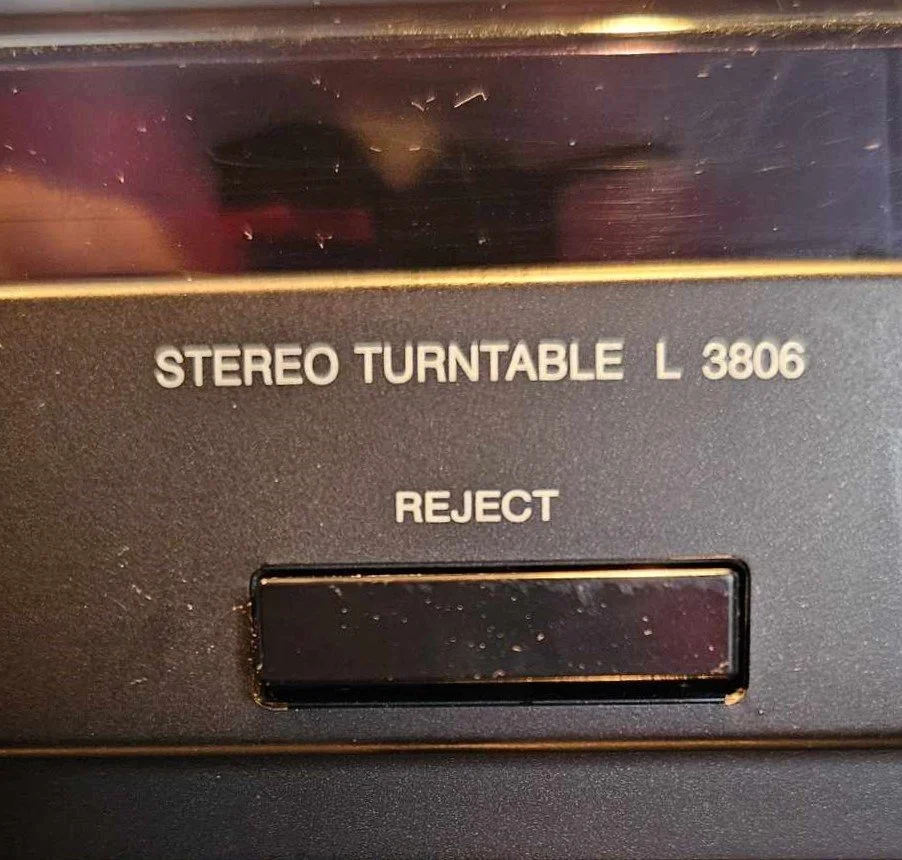 STEREO TURNTABLE L 3806
REJECT